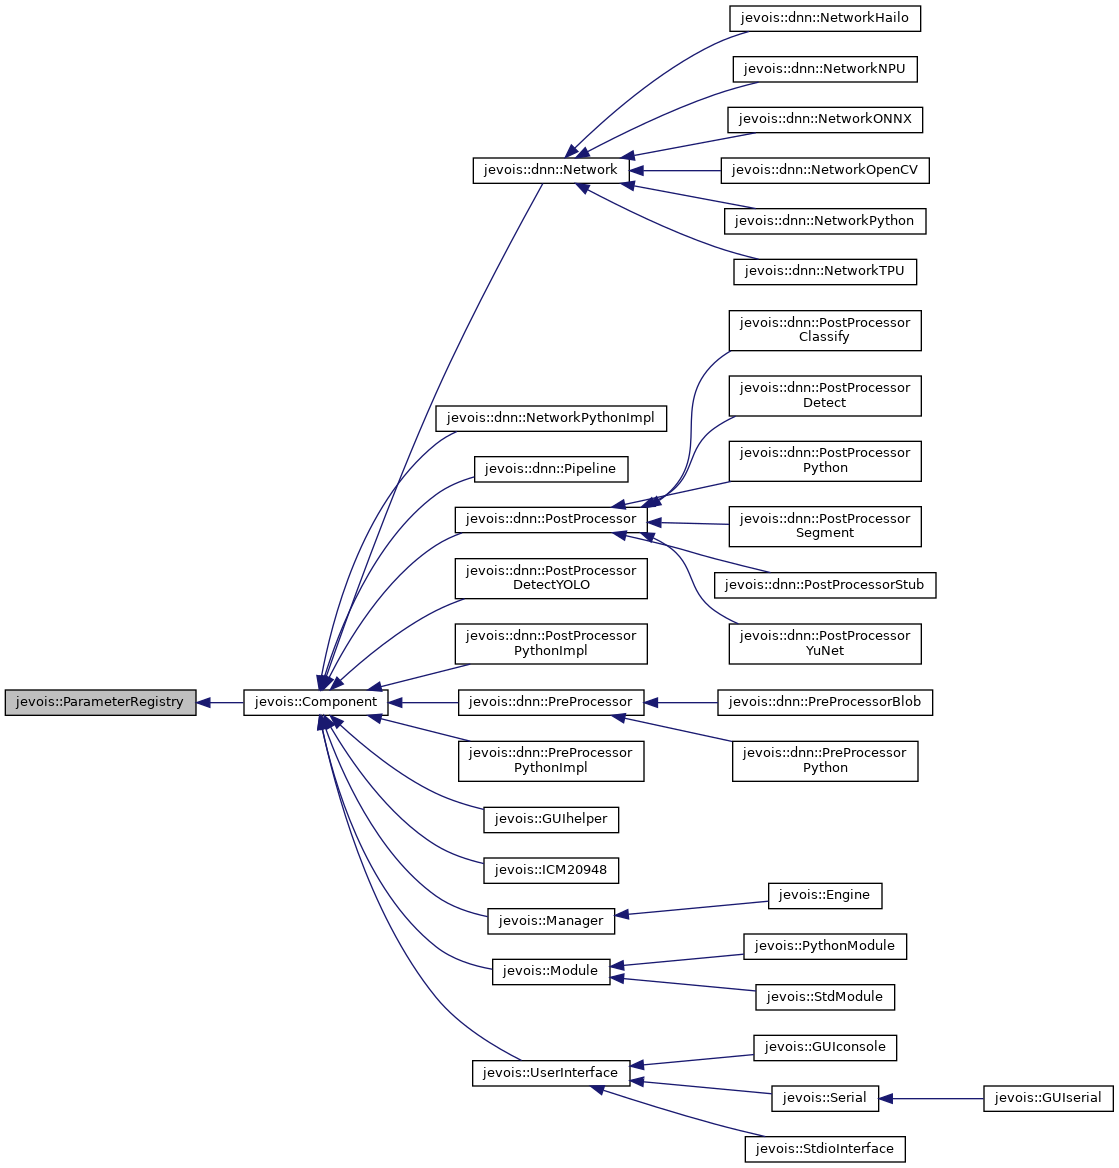 jevois::dnn::NetworkHailo
jevois::dnn::NetworkNPU
jevois::dnn::NetworkONNX
jevois::dnn::Network
jevois::dnn::NetworkOpenCV
jevois::dnn::NetworkPython
jevois::dnn::NetworkTPU
jevois::dnn::PostProcessor
Classify
jevois::dnn::PostProcessor
Detect
jevois::dnn::NetworkPythonImpl
jevois::dnn::PostProcessor
Python
jevois::dnn::Pipeline
jevois::dnn::PostProcessor
jevois::dnn::PostProcessor
Segment
jevois::dnn::PostProcessor
DetectYOLO
jevois::dnn::PostProcessorStub
jevois::dnn::PostProcessor
PythonImpl
jevois::dnn::PostProcessor
YuNet
jevois::ParameterRegistry
jevois::Component
jevois::dnn::PreProcessor
jevois::dnn::PreProcessorBlob
jevois::dnn::PreProcessor
PythonImpl
jevois::dnn::PreProcessor
Python
jevois::GUIhelper
jevois::ICM20948
jevois::Engine
jevois::Manager
jevois::PythonModule
jevois::Module
jevois::StdModule
jevois::GUIconsole
jevois::UserInterface
jevois::Serial
jevois::GUIserial
jevois::StdioInterface